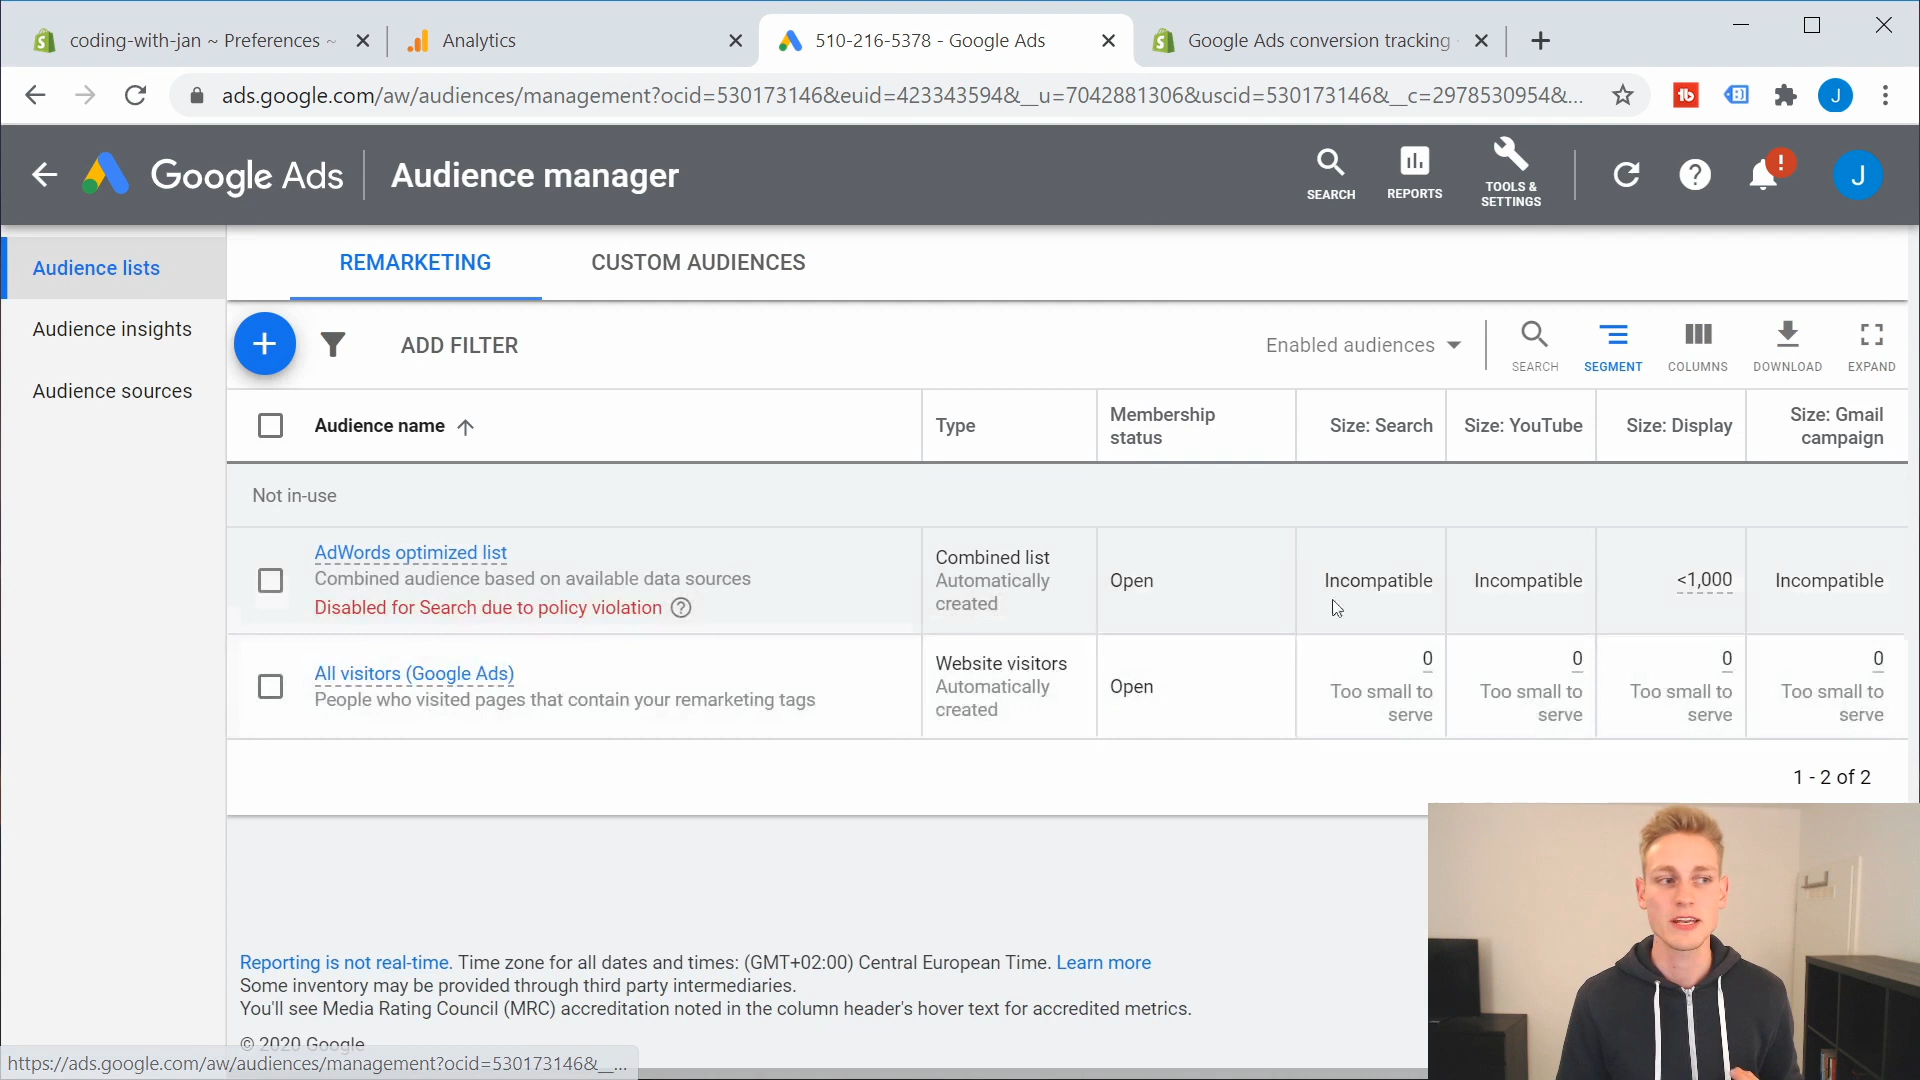 coding-with-jan ~ Preferences ~
Analytics
510-216-5378 - Google Ads
Google Ads conversion tracking
ads.google.com/aw/audiences/management?ocid=530173146&euid=423343594&__u=7042881306&uscid=530173146&__c=2978530954&...
J
Google Ads
Audience manager
SEARCH
REPORTS
TOOLS &
SETTINGS
J
Audience lists
Audience insights
Audience sources
REMARKETING
CUSTOM AUDIENCES
ADD FILTER
Enabled audiences
SEARCH
SEGMENT
COLUMNS
DOWNLOAD
EXPAND
Audience name
Type
Membership
status
Size: Search
Size: YouTube
Size: Display
Size: Gmail
campaign
Not in-use
AdWords optimized list
Combined audience based on available data sources
Disabled for Search due to policy violation
Combined list
Automatically
created
Open
Incompatible
Incompatible
<1,000
Incompatible
All visitors (Google Ads)
People who visited pages that contain your remarketing tags
Website visitors
Automatically
created
Open
0
Too small to
serve
0
Too small to
serve
0
Too small to
serve
0
Too small to
serve
1 - 2 of 2
Reporting is not real-time. Time zone for all dates and times: (GMT+02:00) Central European Time. Learn more
Some inventory may be provided through third party intermediaries.
You'll see Media Rating Council (MRC) accreditation noted in the column header's hover text for accredited metrics.
© 2020 Google
https://ads.google.com/aw/audiences/management?ocid=530173146&__...